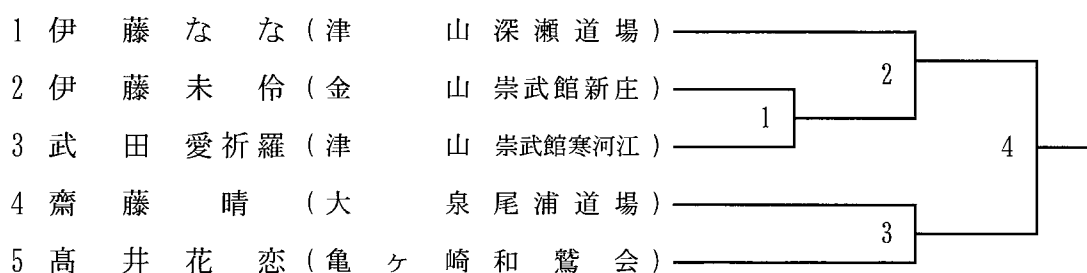 1 伊藤なな (津山 深瀬道場)
2 伊藤未伶 (金山 崇武館新庄)
3 武田愛祈羅 (津山 崇武館寒河江)
4 齋藤晴 (大泉 尾浦道場)
5 髙井花恋 (亀ヶ崎 和鷲会)
1
2
3
4